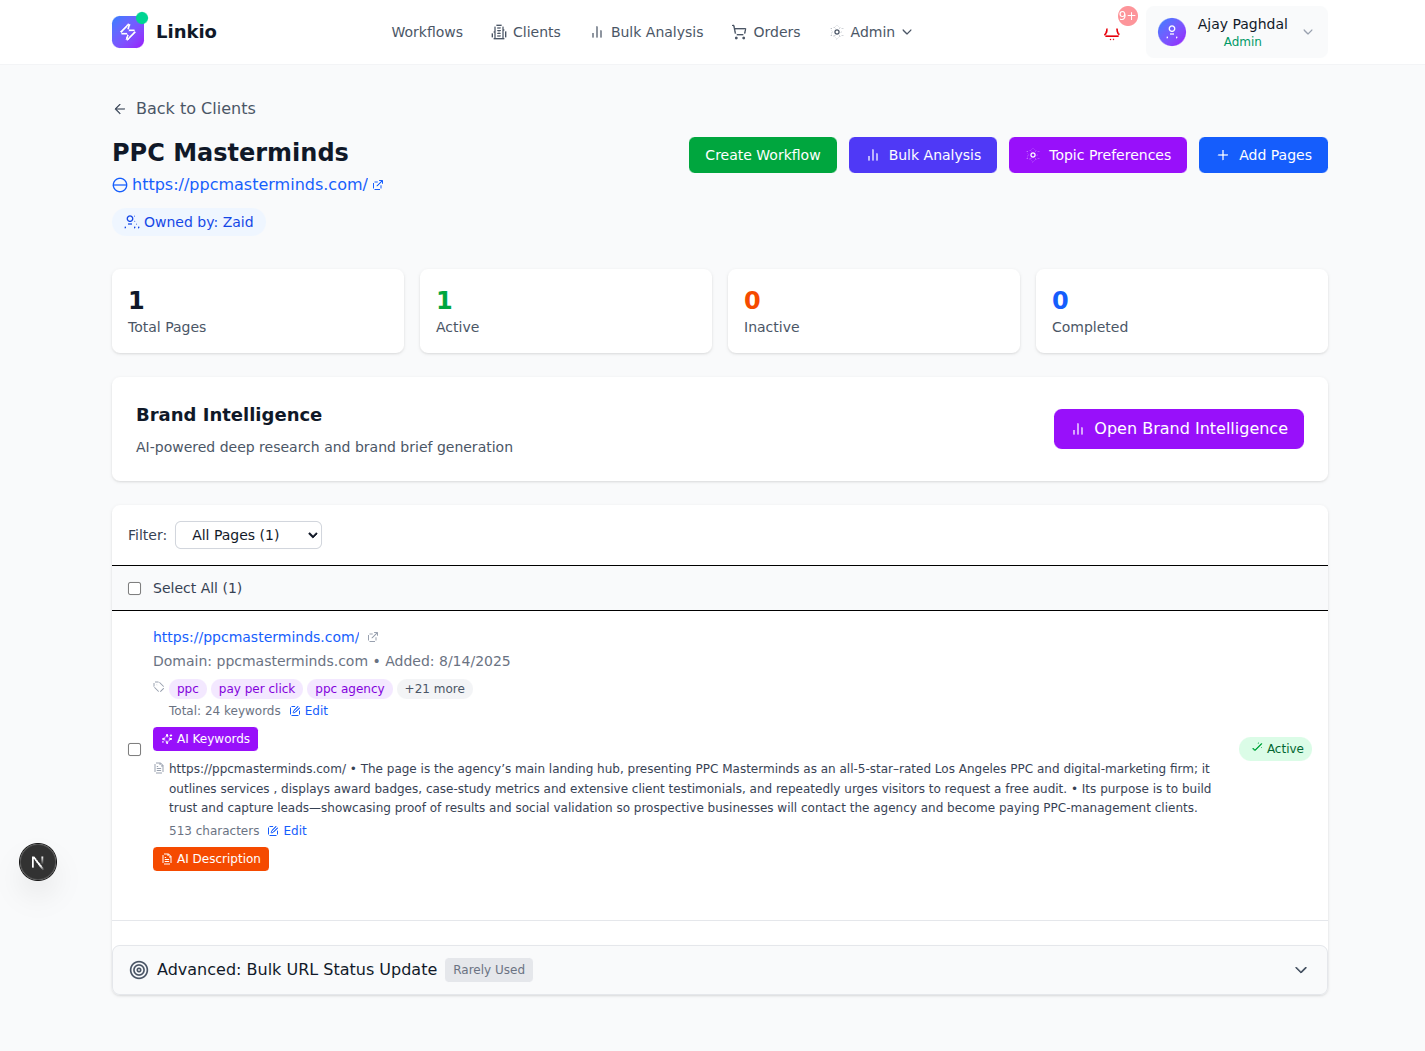 Linkio
Workflows
Clients
Bulk Analysis
Orders
Admin
9+
Ajay Paghdal
Admin
Back to Clients
PPC Masterminds
Create Workflow
Bulk Analysis
Topic Preferences
Add Pages
https://ppcmasterminds.com/
Owned by: Zaid
1
Total Pages
1
Active
0
Inactive
0
Completed
Brand Intelligence
AI-powered deep research and brand brief generation
Open Brand Intelligence
Filter:
All Pages (1)
Select All (1)
https://ppcmasterminds.com/
Domain: ppcmasterminds.com • Added: 8/14/2025
ppc
pay per click
ppc agency
+21 more
Total: 24 keywords
Edit
AI Keywords
https://ppcmasterminds.com/ • The page is the agency’s main landing hub, presenting PPC Masterminds as an all-5-star–rated Los Angeles PPC and digital-marketing firm; it
outlines services , displays award badges, case-study metrics and extensive client testimonials, and repeatedly urges visitors to request a free audit. • Its purpose is to build
trust and capture leads—showcasing proof of results and social validation so prospective businesses will contact the agency and become paying PPC-management clients.
513 characters
Edit
AI Description
Active
N
Advanced: Bulk URL Status Update
Rarely Used